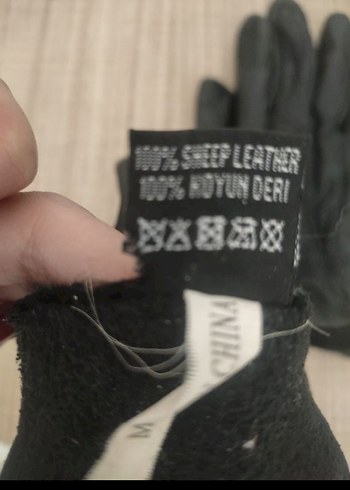 100% SHEEP LEATHER
100% KOYUN DERI
M
CHINA